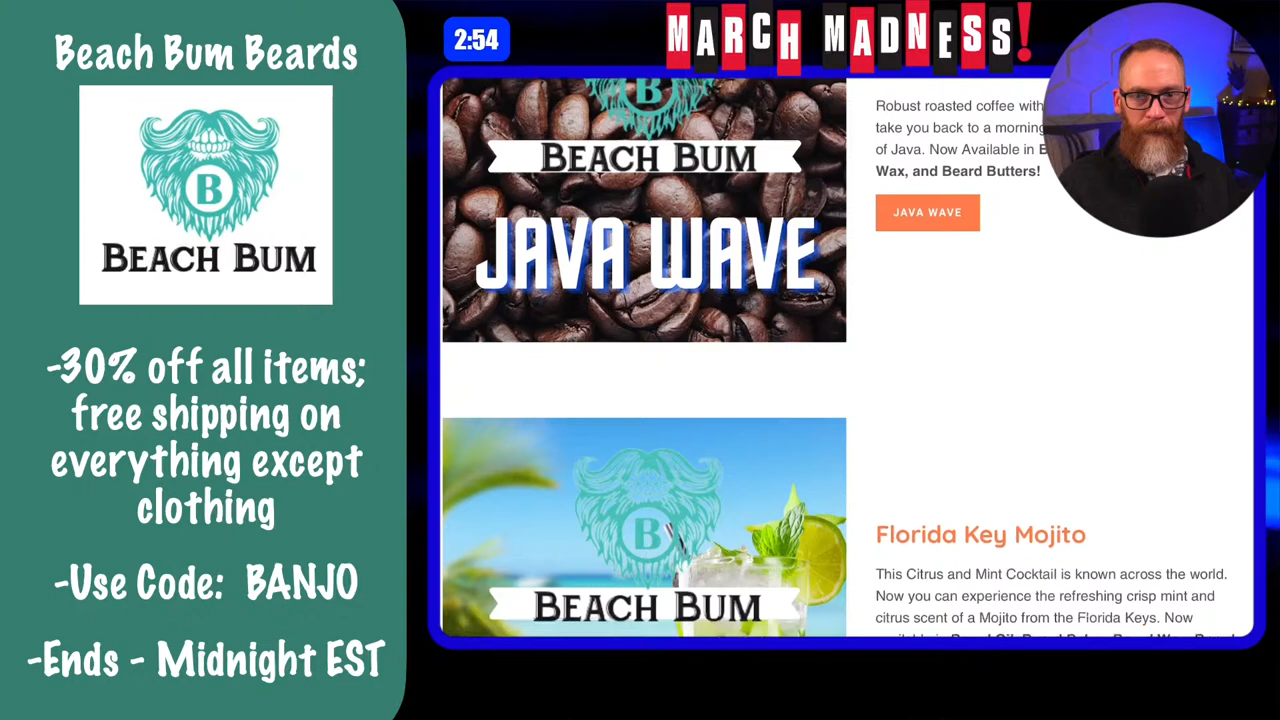 Beach Bum Beards
B
BEACH BUM
-30% off all items;
free shipping on
everything except
clothing
-Use Code: BANJO
-Ends - Midnight EST
2:54
MARCH MADNESS!
B
BEACH BUM
JAVA WAVE
Robust roasted coffee with
take you back to a morning
of Java. Now Available in
Wax, and Beard Butters!
JAVA WAVE
B
BEACH BUM
Florida Key Mojito
This Citrus and Mint Cocktail is known across the world.
Now you can experience the refreshing crisp mint and
citrus scent of a Mojito from the Florida Keys. Now